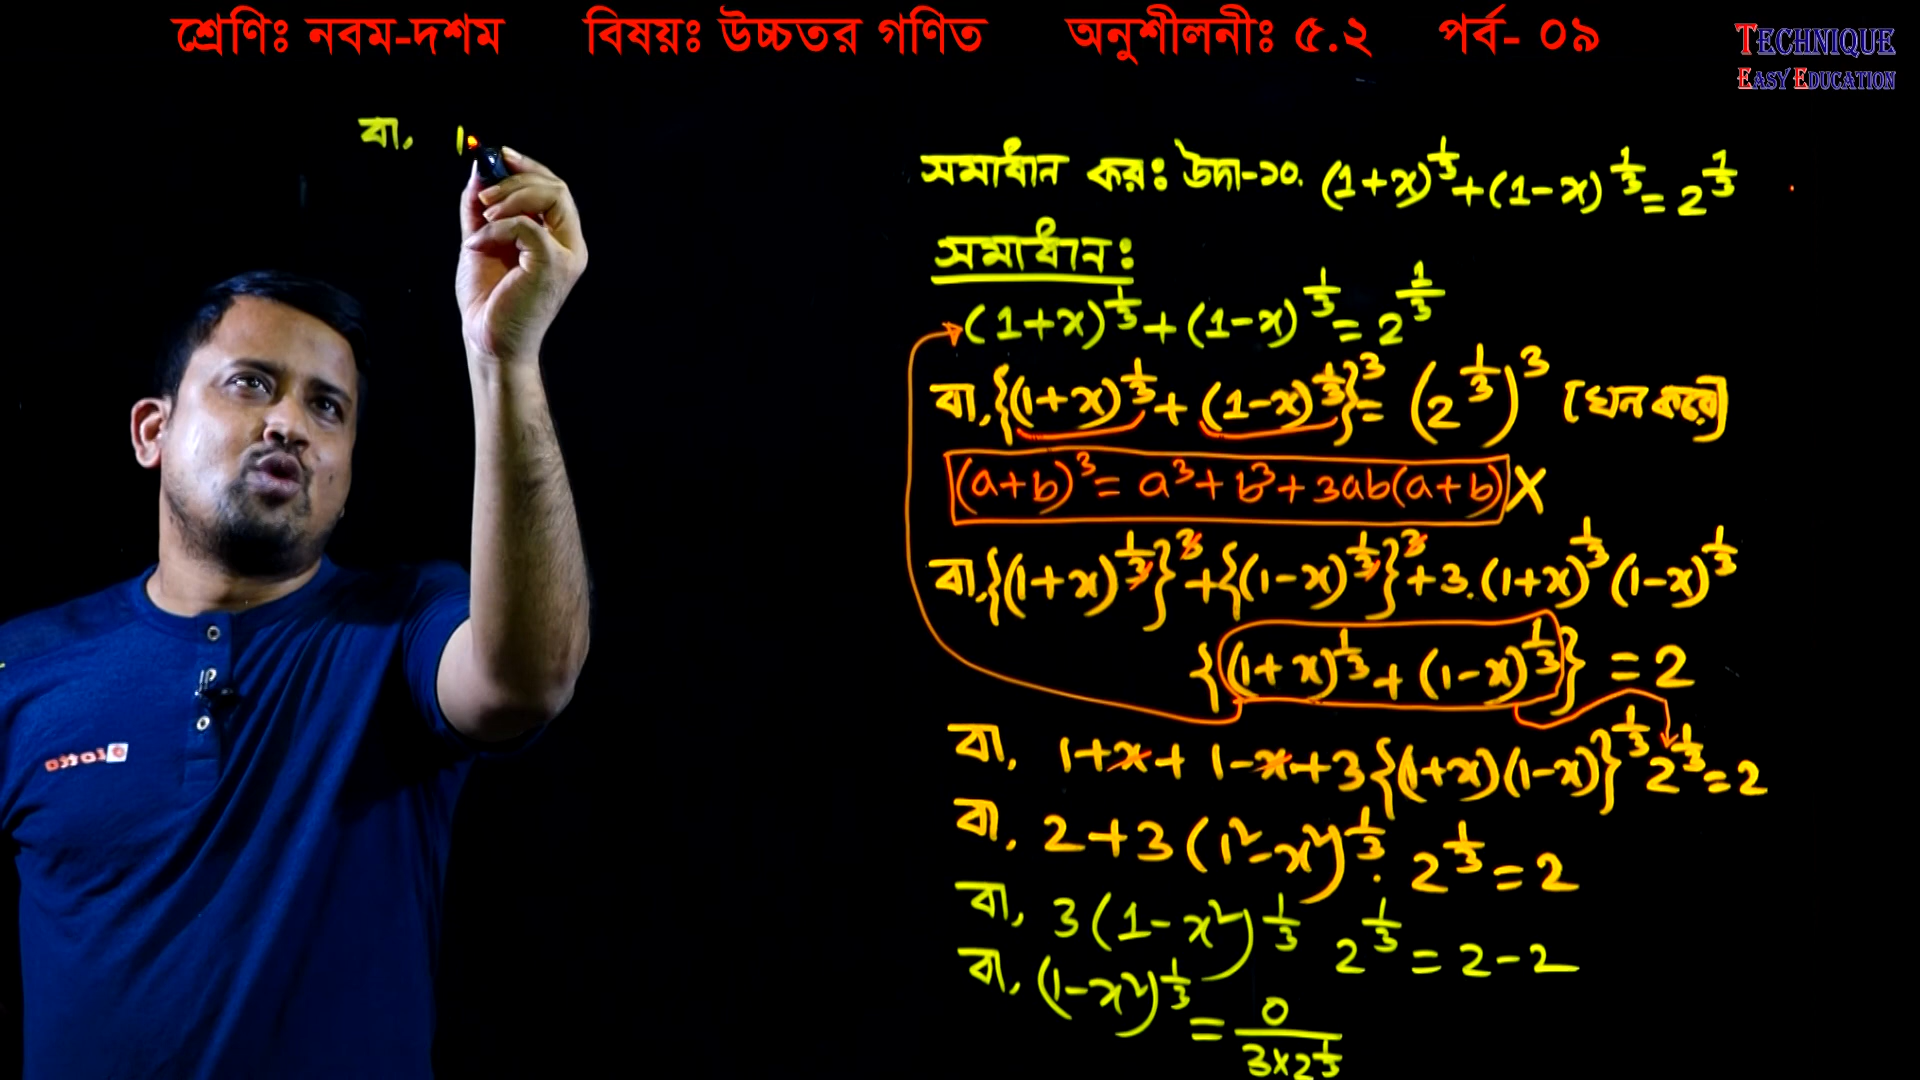 শ্রেণিঃ নবম-দশম বিষয়ঃ উচ্চতর গণিত অনুশীলনীঃ ৫.২ পর্ব- ০৯
TECHNIQUE
EASY EDUCATION
বা, 1
সমাধান করঃ উদা-১০. (1+x)^{1/3}+(1-x)^{1/3}=2^{1/3}
সমাধানঃ
(1+x)^{1/3}+(1-x)^{1/3}=2^{1/3}
বা, {(1+x)^{1/3}+(1-x)^{1/3}}^3=(2^{1/3})^3 [ঘন করে]
(a+b)^3=a^3+b^3+3ab(a+b) X
বা, {(1+x)^{1/3}}^3+{(1-x)^{1/3}}^3+3.(1+x)^{1/3}(1-x)^{1/3}
{(1+x)^{1/3}+(1-x)^{1/3}}=2
বা, 1+x+1-x+3{(1+x)(1-x)}^{1/3} 2^{1/3}=2
বা, 2+3(1^2-x^2)^{1/3}. 2^{1/3}=2
বা, 3(1-x^2)^{1/3} 2^{1/3}=2-2
বা, (1-x^2)^{1/3}=0/(3×2^{1/3})
lotto